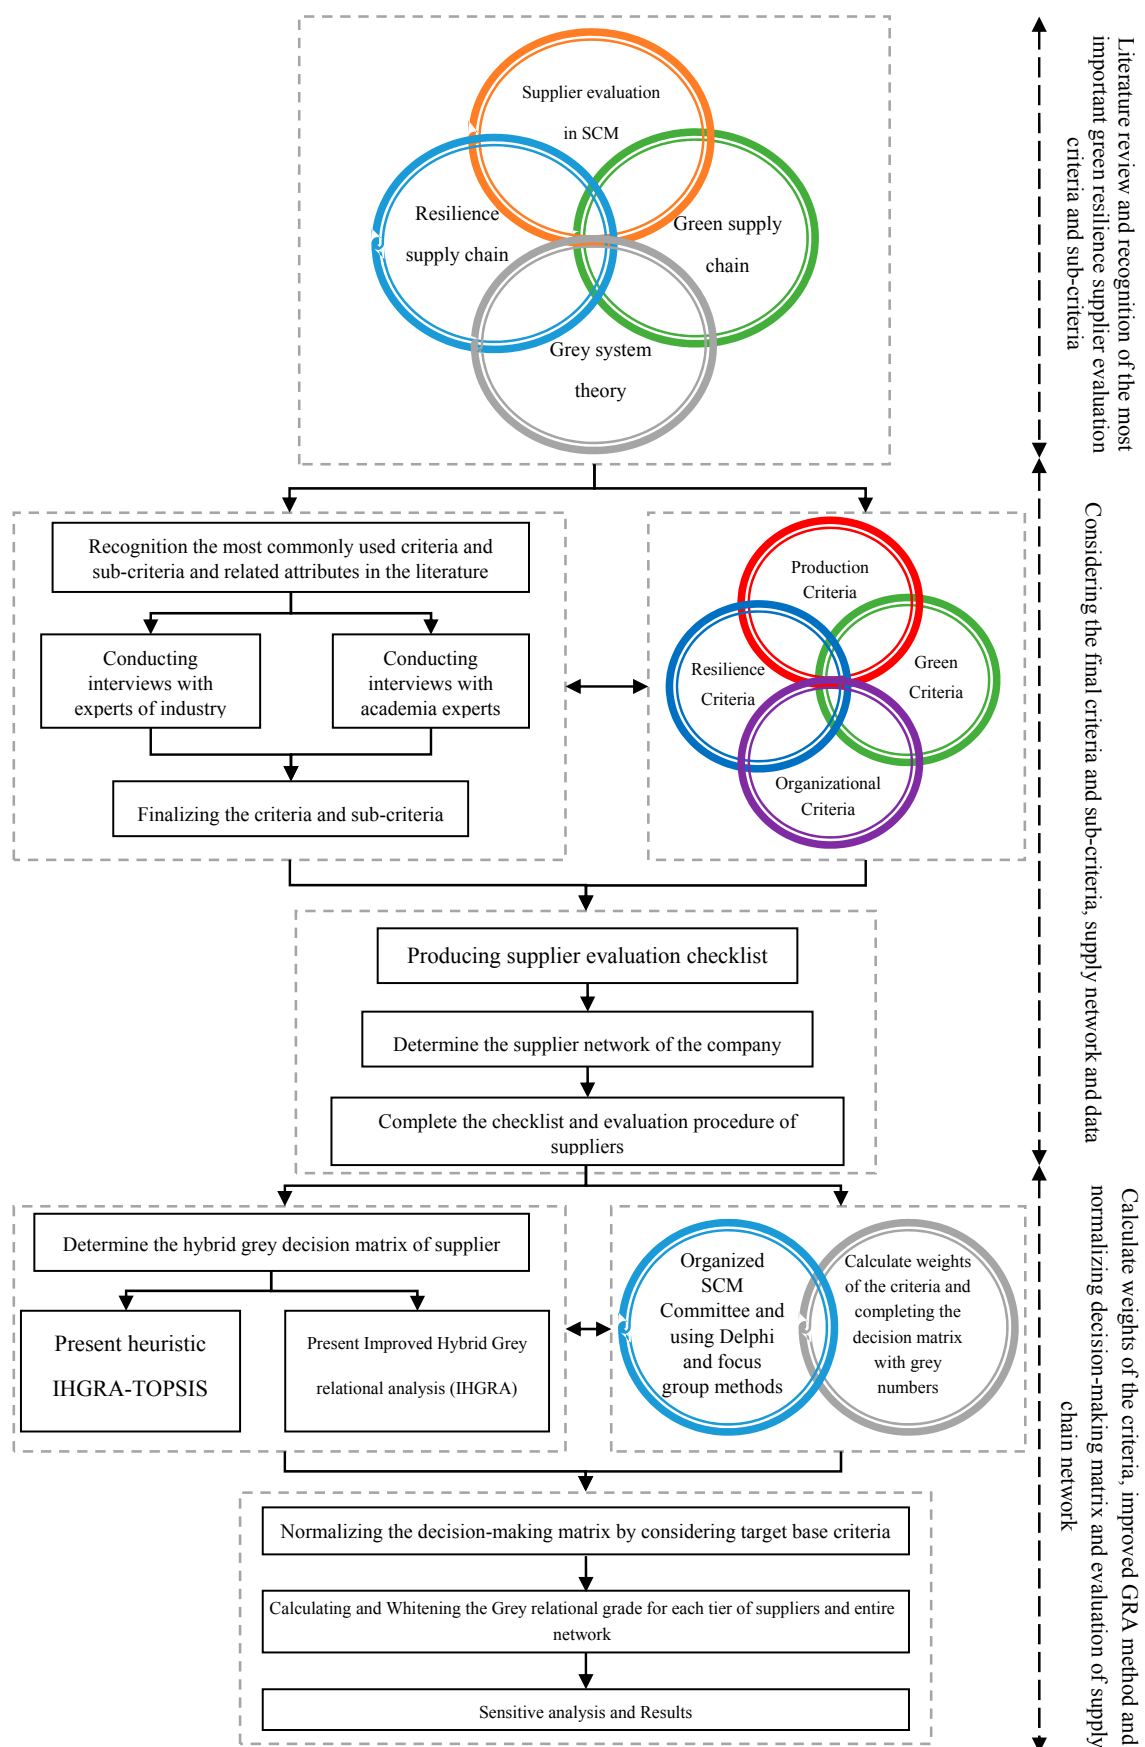 Supplier evaluation
in SCM
Resilience
supply chain
Green supply
chain
Grey system
theory
Literature review and recognition of the most
important green resilience supplier evaluation
criteria and sub-criteria
Recognition the most commonly used criteria and
sub-criteria and related attributes in the literature
Conducting
interviews with
experts of industry
Conducting
interviews with
academia experts
Finalizing the criteria and sub-criteria
Production
Criteria
Resilience
Criteria
Green
Criteria
Organizational
Criteria
Producing supplier evaluation checklist
Determine the supplier network of the company
Complete the checklist and evaluation procedure of
suppliers
Considering the final criteria and sub-criteria, supply network and data
Determine the hybrid grey decision matrix of supplier
Present heuristic
IHGRA-TOPSIS
Present Improved Hybrid Grey
relational analysis (IHGRA)
Organized
SCM
Committee and
using Delphi
and focus
group methods
Calculate weights
of the criteria and
completing the
decision matrix
with grey
numbers
Normalizing the decision-making matrix by considering target base criteria
Calculating and Whitening the Grey relational grade for each tier of suppliers and entire
network
Sensitive analysis and Results
Calculate weights of the criteria, improved GRA method and
normalizing decision-making matrix and evaluation of supply
chain network